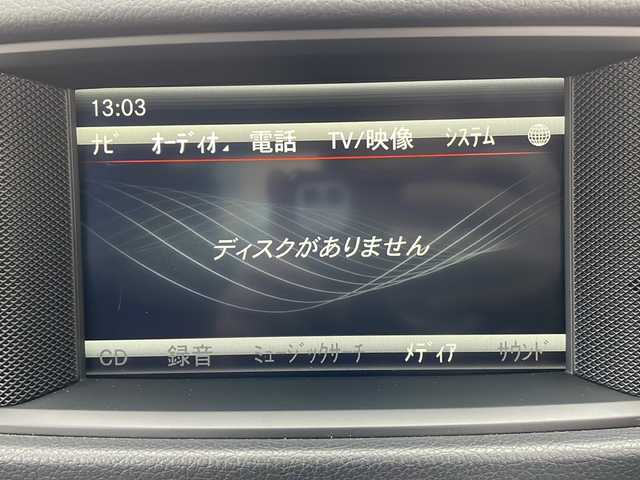 13:03
ナビ オーディオ 電話 TV/映像 システム
ディスクがありません
CD 録音 ミュージックサーチ メディア サウンド